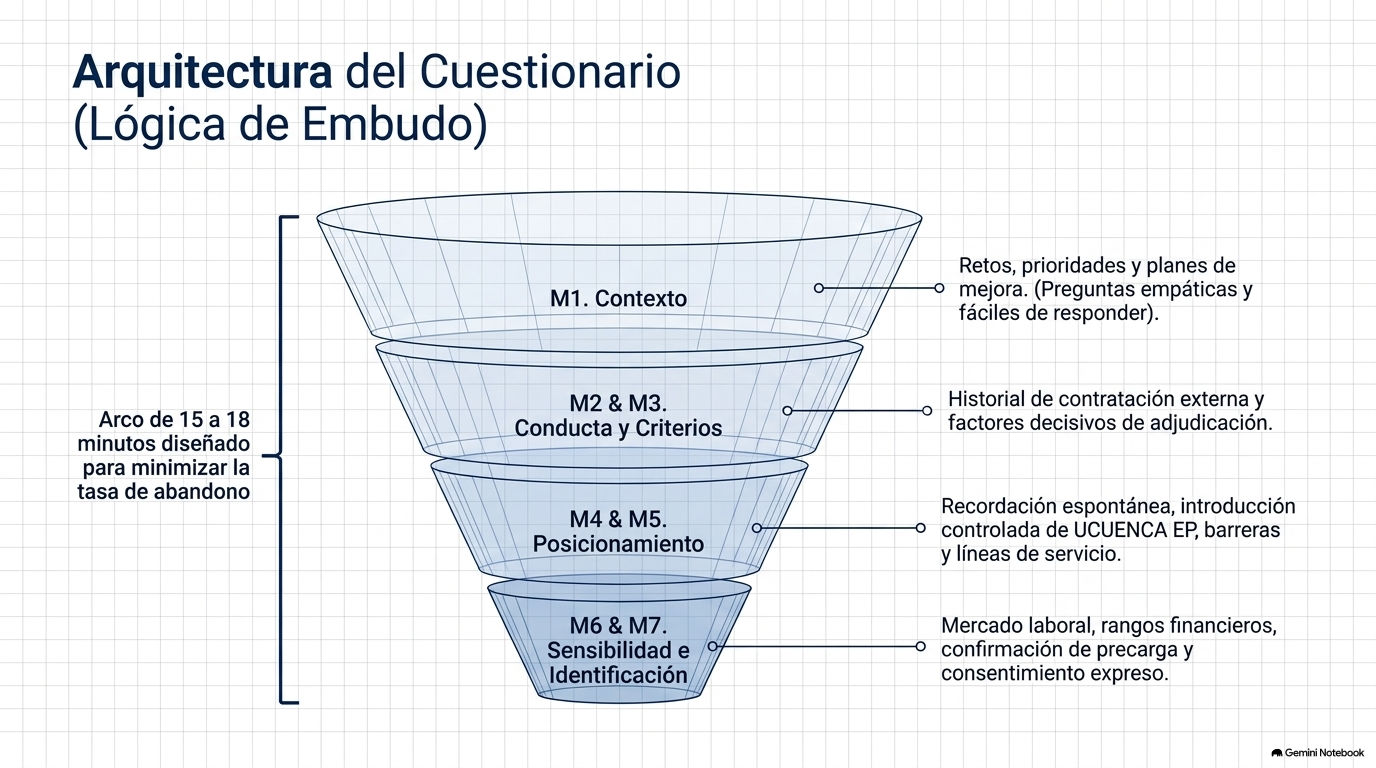 Arquitectura del Cuestionario
(Lógica de Embudo)
Arco de 15 a 18
minutos diseñado
para minimizar la
tasa de abandono
M1. Contexto
Retos, prioridades y planes de
mejora. (Preguntas empáticas y
fáciles de responder).
M2 & M3.
Conducta y Criterios
Historial de contratación externa y
factores decisivos de adjudicación.
M4 & M5.
Posicionamiento
Recordación espontánea, introducción
controlada de UCUENCA EP, barreras
y líneas de servicio.
M6 & M7.
Sensibilidad e
Identificación
Mercado laboral, rangos financieros,
confirmación de precarga y
consentimiento expreso.
Gemini Notebook